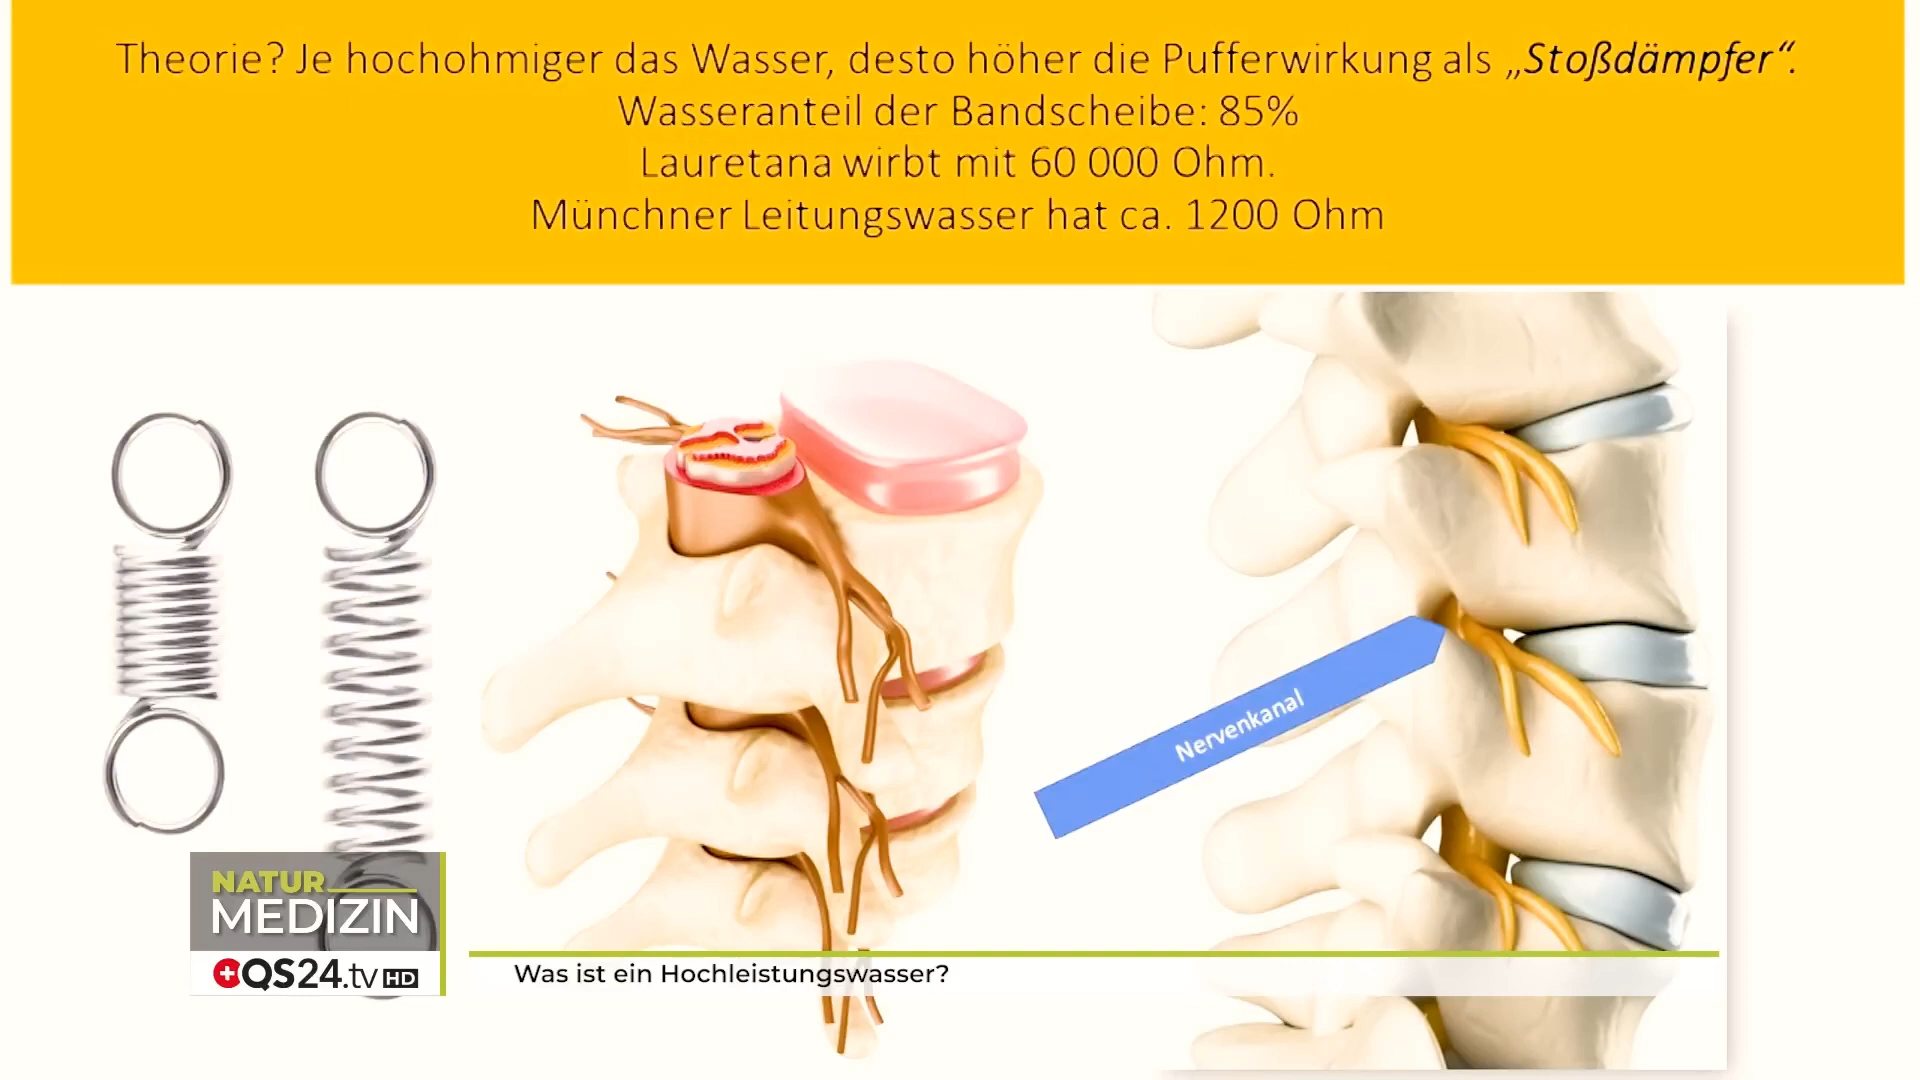 Theorie? Je hochohmiger das Wasser, desto höher die Pufferwirkung als „Stoßdämpfer“.
Wasseranteil der Bandscheibe: 85%
Lauretana wirbt mit 60 000 Ohm.
Münchner Leitungswasser hat ca. 1200 Ohm
Nervenkanal
NATUR
MEDIZIN
QS24.tv HD
Was ist ein Hochleistungswasser?